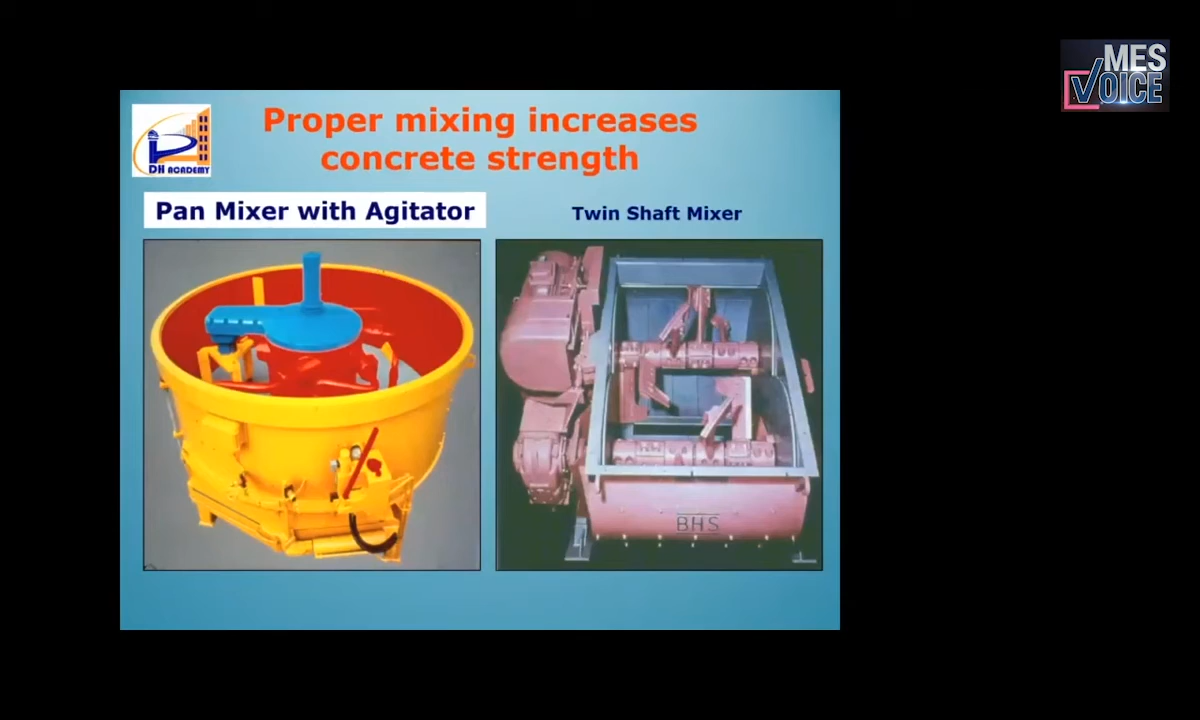 MES
VOICE
Proper mixing increases
concrete strength
DH ACADEMY
Pan Mixer with Agitator
Twin Shaft Mixer
BHS